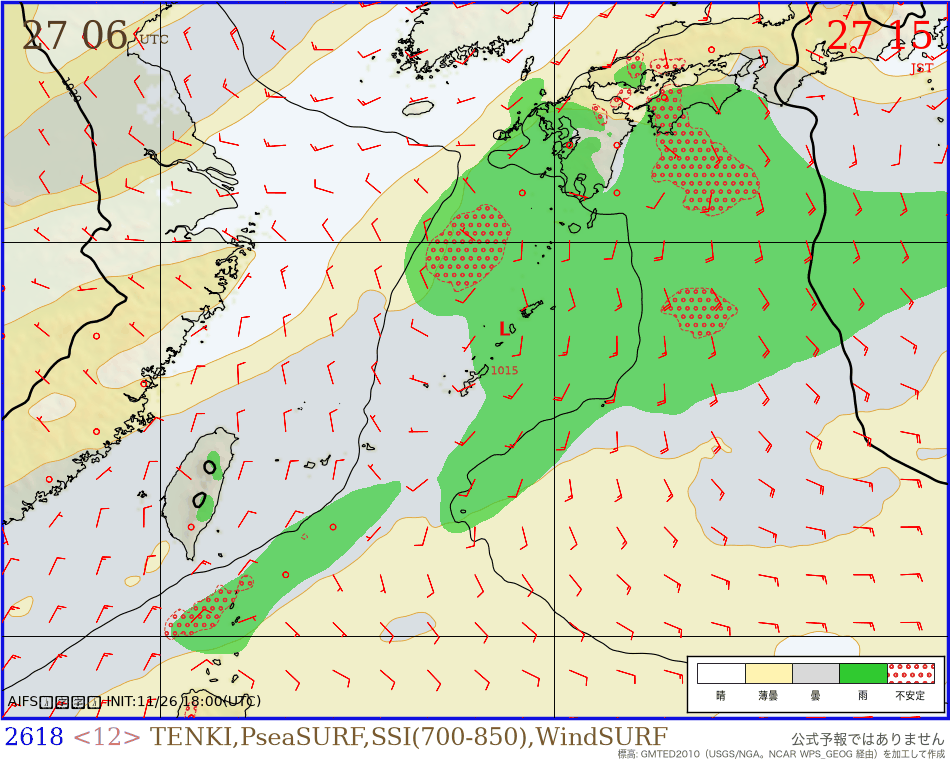 27 06 UTC
27 15
JST
1020
L
1015
晴 薄曇 曇 雨 不安定
AIFS INIT:11/26 18:00(UTC)
2618 <12> TENKI,PseaSURF,SSI(700-850),WindSURF
公式予報ではありません
標高: GMTED2010（USGS/NGA。NCAR WPS_GEOG 経由）を加工して作成